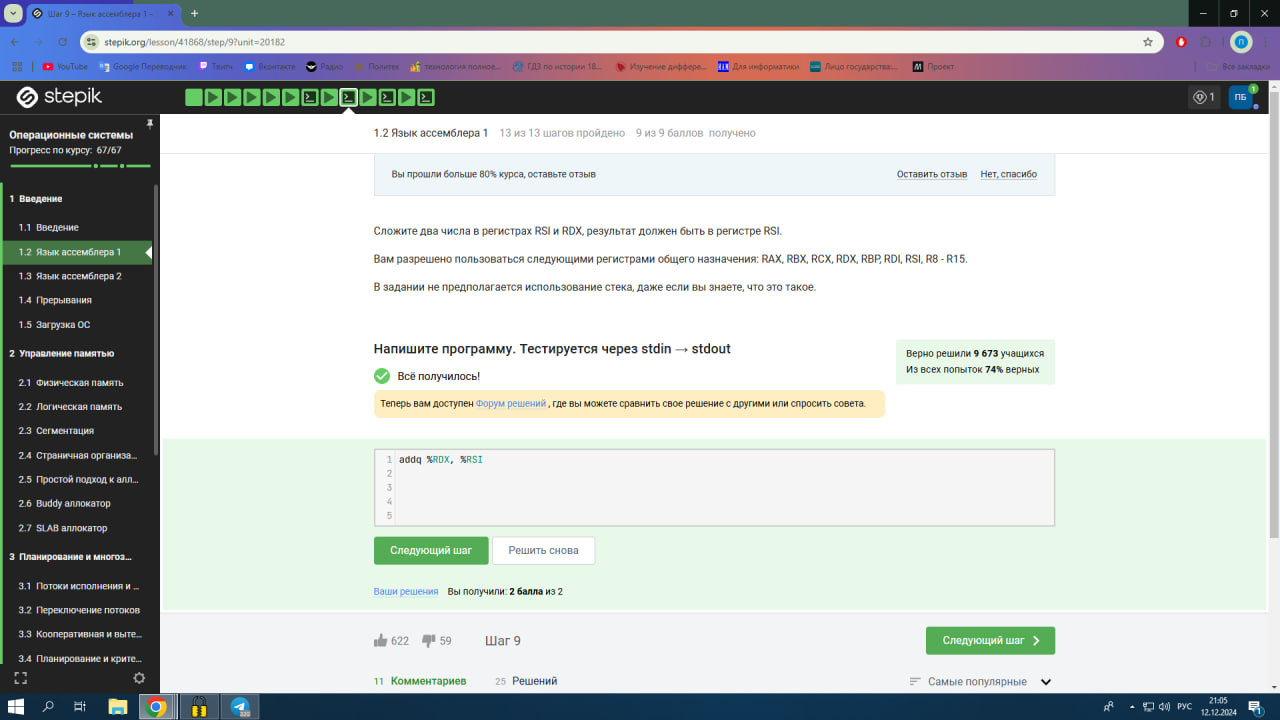 Шаг 9 – Язык ассемблера 1 –
stepik.org/lesson/41868/step/9?unit=20182
YouTube
Google Переводчик
Твитч
Вконтакте
Радио
Политех
технология полное...
ГДЗ по истории 18...
Изучение диффере...
Для информатики
Лицо государства:...
Проект
Все закладки
stepik
1
ПБ
1
Операционные системы
Прогресс по курсу: 67/67
1 Введение
1.1 Введение
1.2 Язык ассемблера 1
1.3 Язык ассемблера 2
1.4 Прерывания
1.5 Загрузка ОС
2 Управление памятью
2.1 Физическая память
2.2 Логическая память
2.3 Сегментация
2.4 Страничная организа...
2.5 Простой подход к алл...
2.6 Buddy аллокатор
2.7 SLAB аллокатор
3 Планирование и многоз...
3.1 Потоки исполнения и ...
3.2 Переключение потоков
3.3 Кооперативная и выте...
3.4 Планирование и крите...
1.2 Язык ассемблера 1 13 из 13 шагов пройдено 9 из 9 баллов получено
Вы прошли больше 80% курса, оставьте отзыв
Оставить отзыв
Нет, спасибо
Сложите два числа в регистрах RSI и RDX, результат должен быть в регистре RSI.
Вам разрешено пользоваться следующими регистрами общего назначения: RAX, RBX, RCX, RDX, RBP, RDI, RSI, R8 - R15.
В задании не предполагается использование стека, даже если вы знаете, что это такое.
Напишите программу. Тестируется через stdin → stdout
Всё получилось!
Теперь вам доступен Форум решений , где вы можете сравнить свое решение с другими или спросить совета.
Верно решили 9 673 учащихся
Из всех попыток 74% верных
1 addq %RDX, %RSI
2
3
4
5
Следующий шаг
Решить снова
Ваши решения Вы получили: 2 балла из 2
622
59
Шаг 9
Следующий шаг
11 Комментариев
25 Решений
Самые популярные
320
РУС
21:05
12.12.2024
1